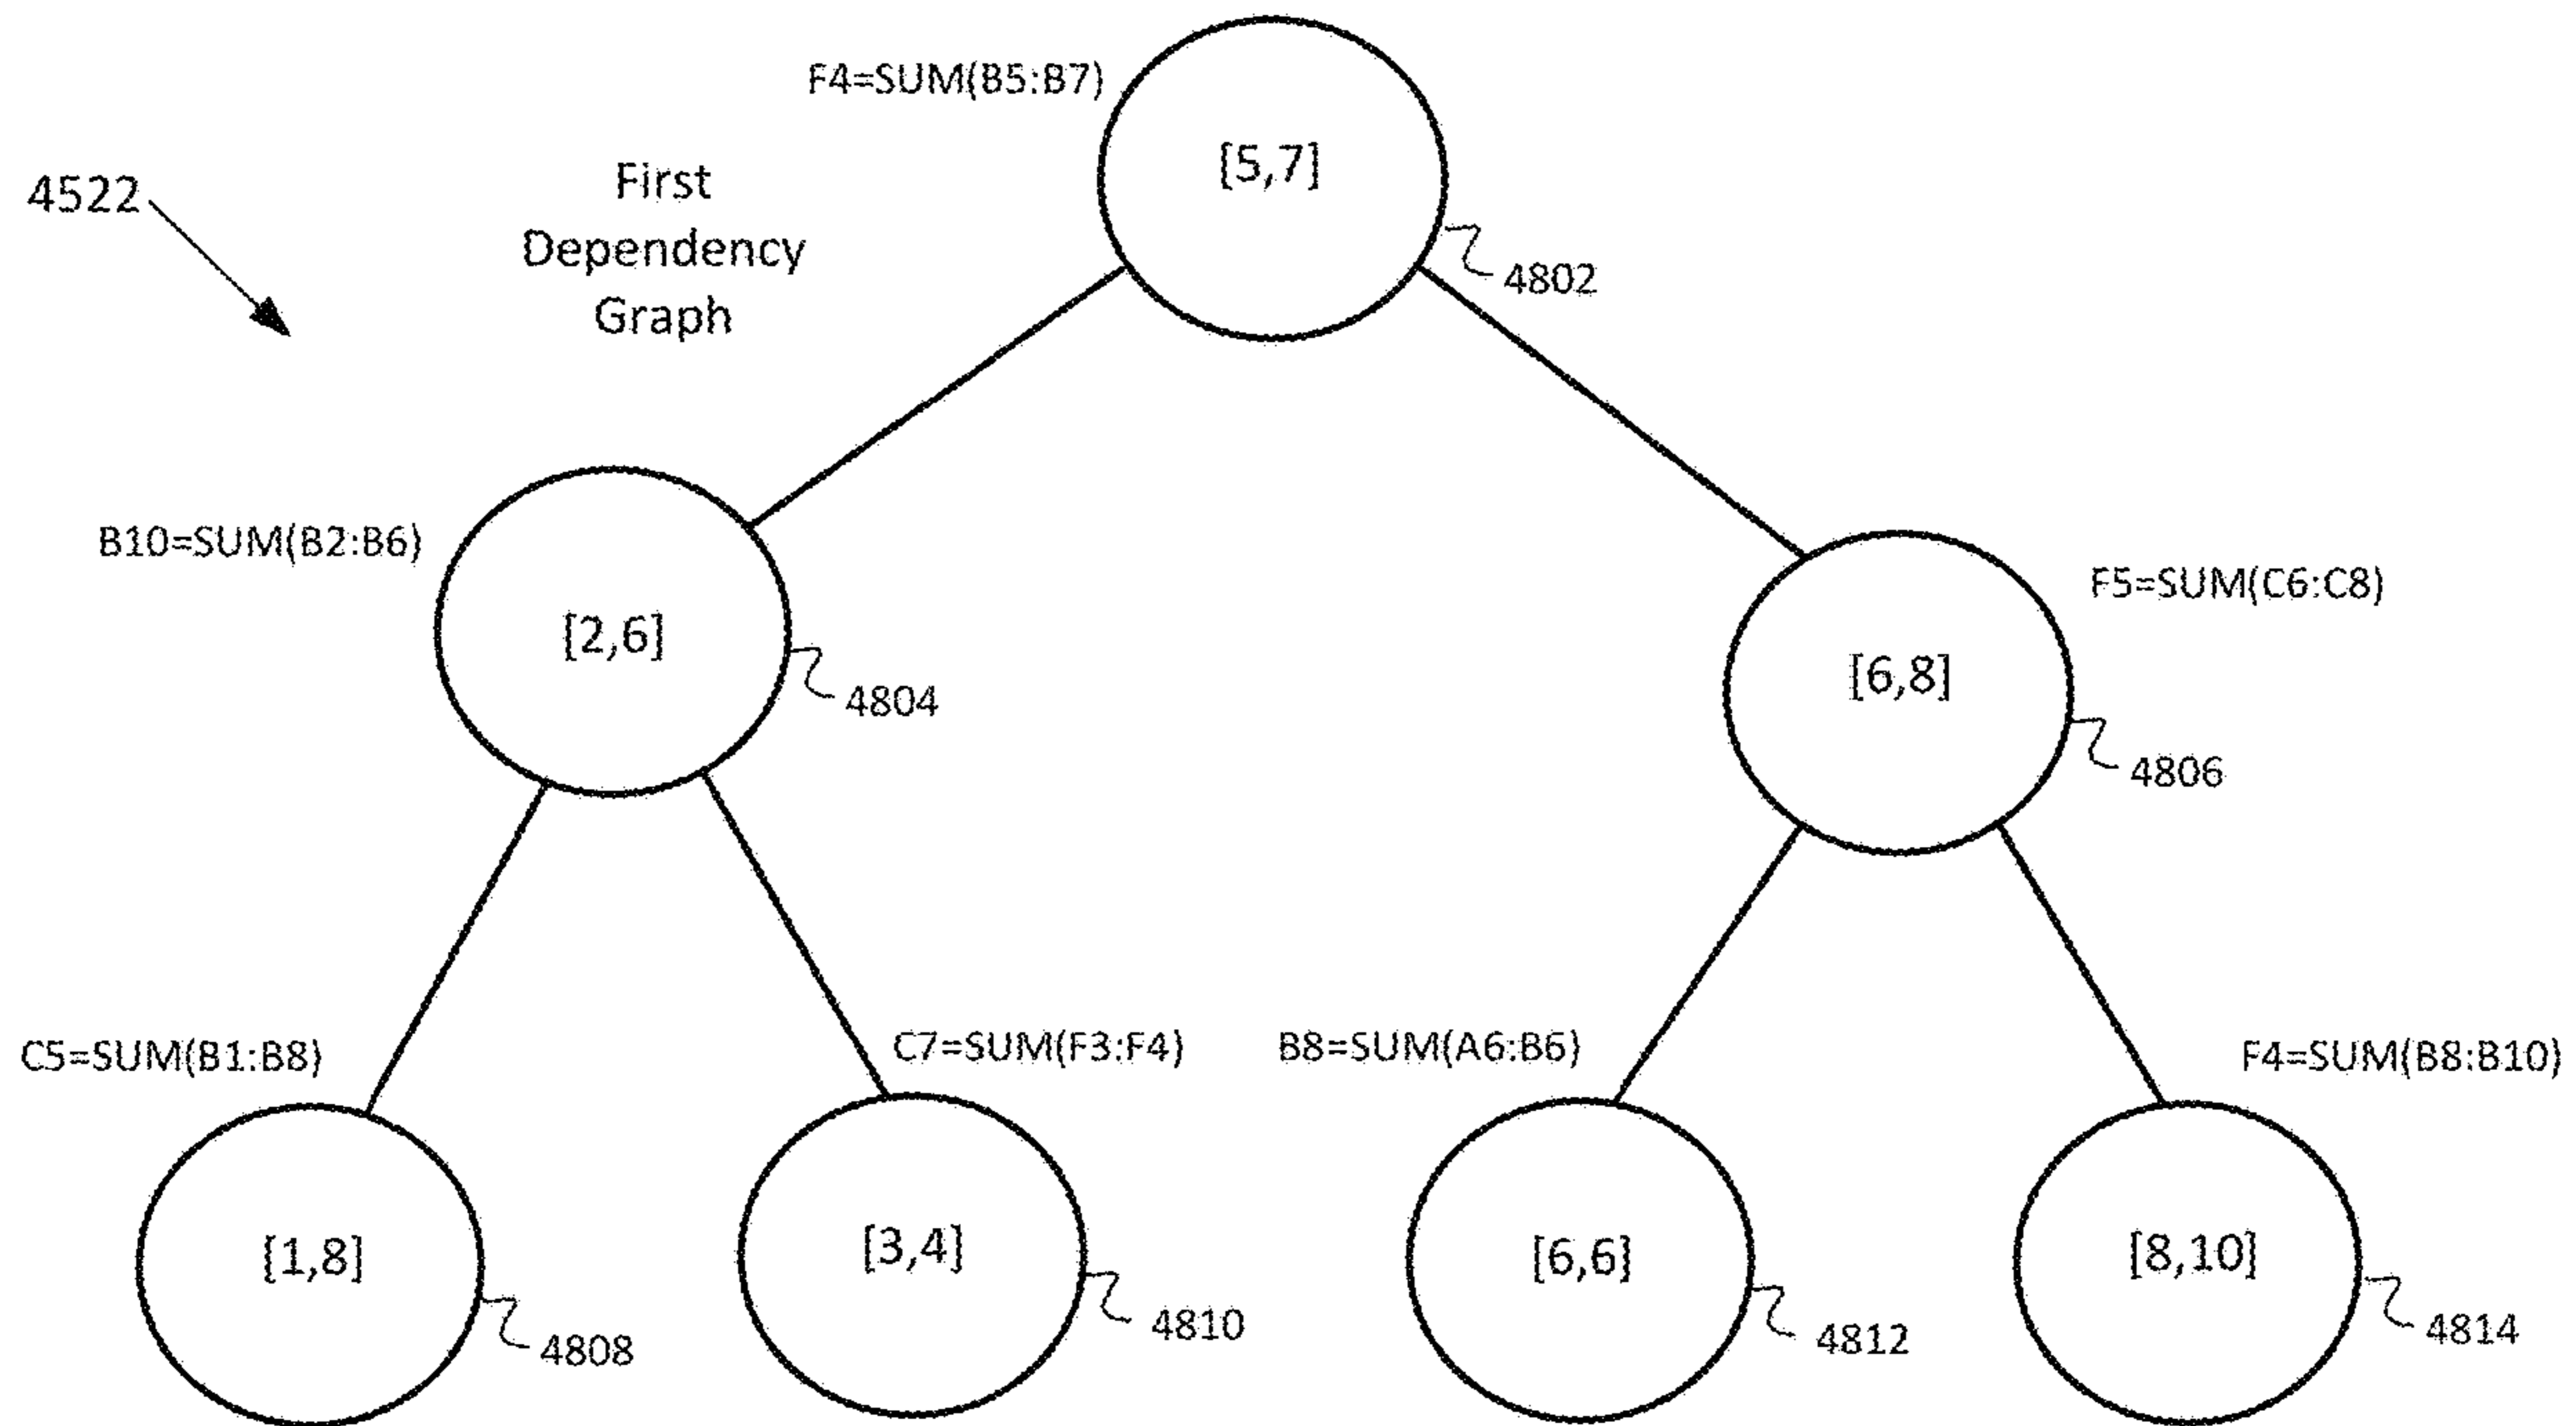 F4=SUM(B5:B7)
[5,7]
4522
First
Dependency
Graph
4802
B10=SUM(B2:B6)
[2,6]
4804
F5=SUM(C6:C8)
[6,8]
4806
C5=SUM(B1:B8)
C7=SUM(F3:F4)
B8=SUM(A6:B6)
F4=SUM(B8:B10)
[1,8]
4808
[3,4]
4810
[6,6]
4812
[8,10]
4814